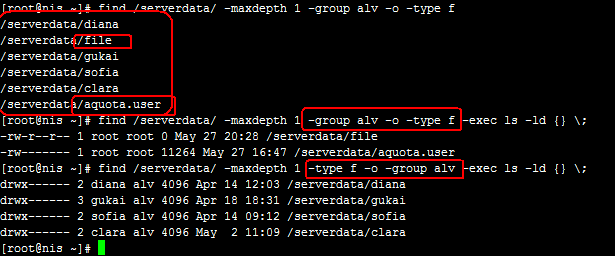 [root@nis ~]# find /serverdata/ -maxdepth 1 -group alv -o -type f
/serverdata/diana
/serverdata/file
/serverdata/gukai
/serverdata/sofia
/serverdata/clara
/serverdata/aquota.user
[root@nis ~]# find /serverdata/ -maxdepth 1 -group alv -o -type f -exec ls -ld {} \;
-rw-r--r-- 1 root root 0 May 27 20:28 /serverdata/file
-rw------- 1 root root 11264 May 27 16:47 /serverdata/aquota.user
[root@nis ~]# find /serverdata/ -maxdepth 1 -type f -o -group alv -exec ls -ld {} \;
drwx------ 2 diana alv 4096 Apr 14 12:03 /serverdata/diana
drwx------ 3 gukai alv 4096 Apr 18 18:31 /serverdata/gukai
drwx------ 2 sofia alv 4096 Apr 14 09:12 /serverdata/sofia
drwx------ 2 clara alv 4096 May  2 11:09 /serverdata/clara
[root@nis ~]#